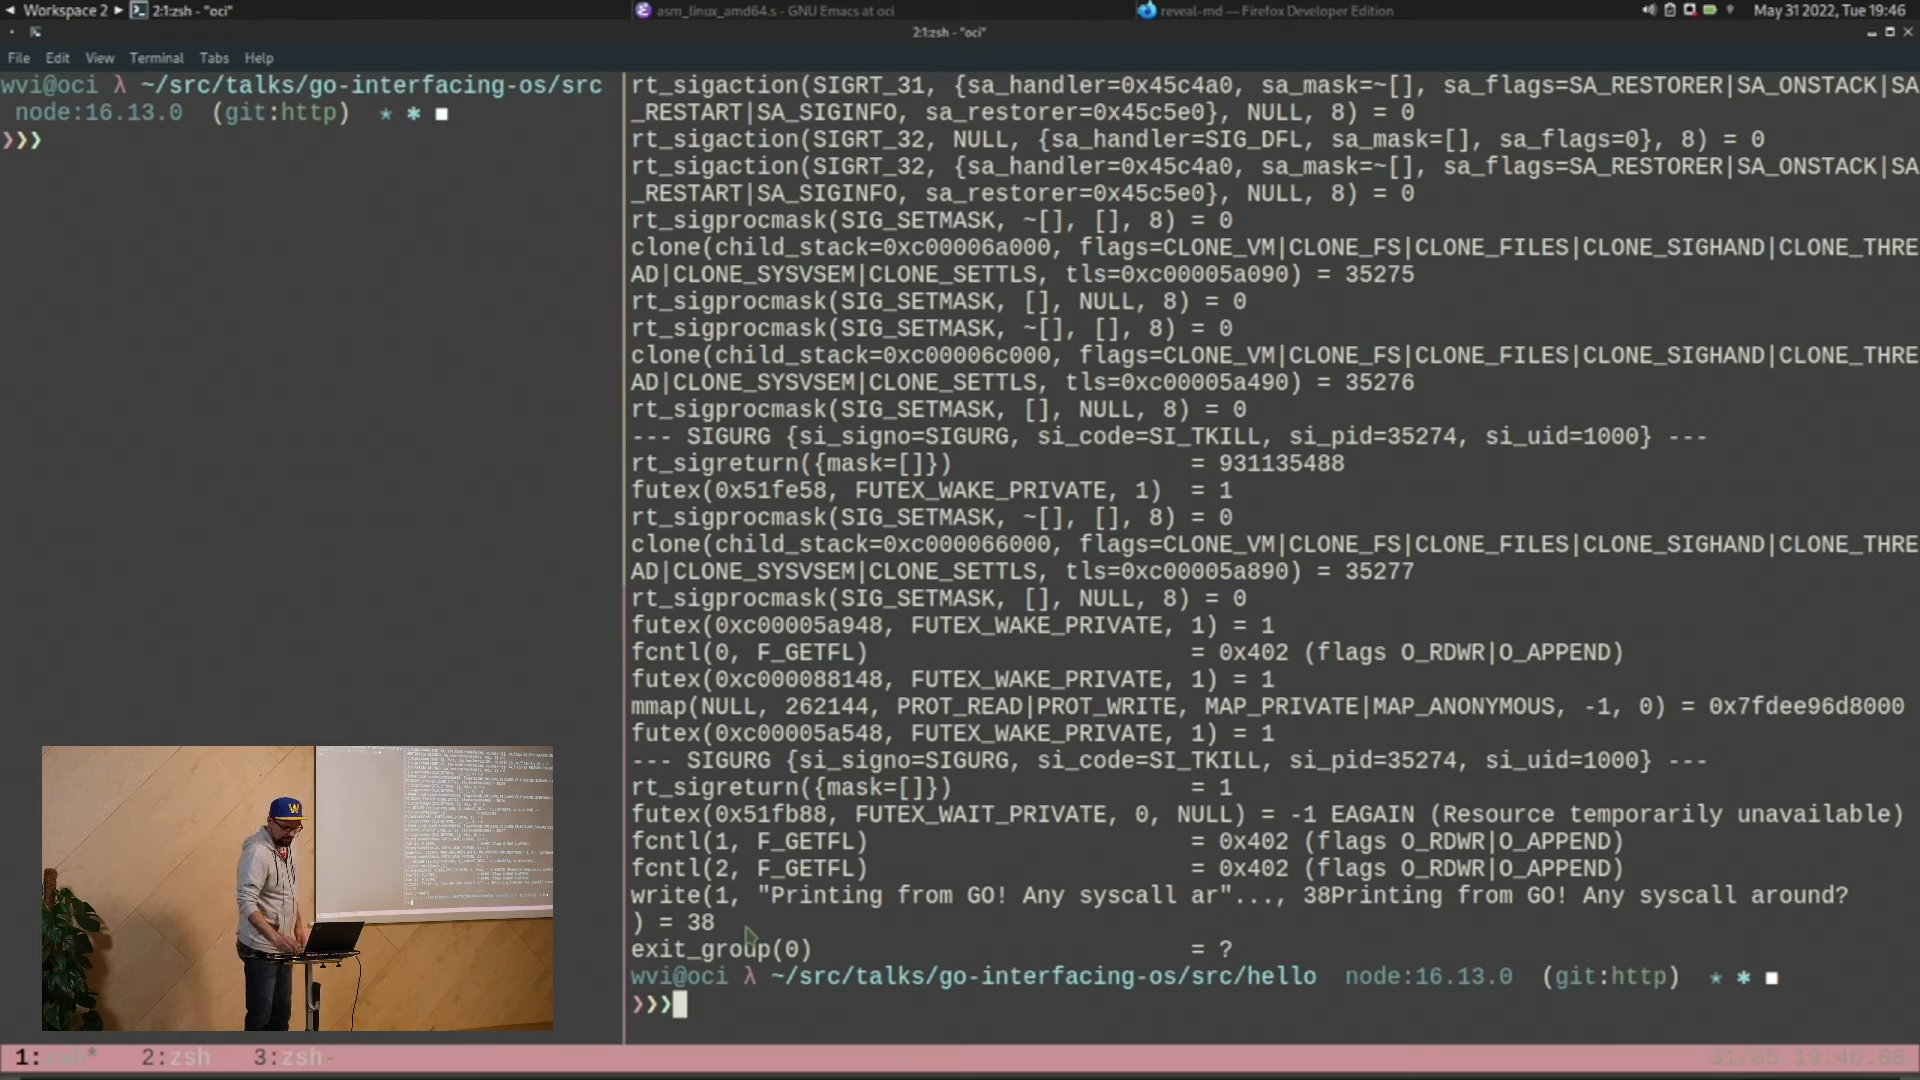 Workspace 2
2:1:zsh - "oci"
asm_linux_amd64.s - GNU Emacs at oci
reveal-md — Firefox Developer Edition
May 31 2022, Tue 19:46
2:1:zsh - "oci"
File Edit View Terminal Tabs Help
wvi@oci λ ~/src/talks/go-interfacing-os/src
node:16.13.0 (git:http) ★ ✱ ■
❯❯❯
rt_sigaction(SIGRT_31, {sa_handler=0x45c4a0, sa_mask=~[], sa_flags=SA_RESTORER|SA_ONSTACK|SA
_RESTART|SA_SIGINFO, sa_restorer=0x45c5e0}, NULL, 8) = 0
rt_sigaction(SIGRT_32, NULL, {sa_handler=SIG_DFL, sa_mask=[], sa_flags=0}, 8) = 0
rt_sigaction(SIGRT_32, {sa_handler=0x45c4a0, sa_mask=~[], sa_flags=SA_RESTORER|SA_ONSTACK|SA
_RESTART|SA_SIGINFO, sa_restorer=0x45c5e0}, NULL, 8) = 0
rt_sigprocmask(SIG_SETMASK, ~[], [], 8) = 0
clone(child_stack=0xc00006a000, flags=CLONE_VM|CLONE_FS|CLONE_FILES|CLONE_SIGHAND|CLONE_THRE
AD|CLONE_SYSVSEM|CLONE_SETTLS, tls=0xc00005a090) = 35275
rt_sigprocmask(SIG_SETMASK, [], NULL, 8) = 0
rt_sigprocmask(SIG_SETMASK, ~[], [], 8) = 0
clone(child_stack=0xc00006c000, flags=CLONE_VM|CLONE_FS|CLONE_FILES|CLONE_SIGHAND|CLONE_THRE
AD|CLONE_SYSVSEM|CLONE_SETTLS, tls=0xc00005a490) = 35276
rt_sigprocmask(SIG_SETMASK, [], NULL, 8) = 0
--- SIGURG {si_signo=SIGURG, si_code=SI_TKILL, si_pid=35274, si_uid=1000} ---
rt_sigreturn({mask=[]}) = 931135488
futex(0x51fe58, FUTEX_WAKE_PRIVATE, 1) = 1
rt_sigprocmask(SIG_SETMASK, ~[], [], 8) = 0
clone(child_stack=0xc000066000, flags=CLONE_VM|CLONE_FS|CLONE_FILES|CLONE_SIGHAND|CLONE_THRE
AD|CLONE_SYSVSEM|CLONE_SETTLS, tls=0xc00005a890) = 35277
rt_sigprocmask(SIG_SETMASK, [], NULL, 8) = 0
futex(0xc00005a948, FUTEX_WAKE_PRIVATE, 1) = 1
fcntl(0, F_GETFL) = 0x402 (flags O_RDWR|O_APPEND)
futex(0xc000088148, FUTEX_WAKE_PRIVATE, 1) = 1
mmap(NULL, 262144, PROT_READ|PROT_WRITE, MAP_PRIVATE|MAP_ANONYMOUS, -1, 0) = 0x7fdee96d8000
futex(0xc00005a548, FUTEX_WAKE_PRIVATE, 1) = 1
--- SIGURG {si_signo=SIGURG, si_code=SI_TKILL, si_pid=35274, si_uid=1000} ---
rt_sigreturn({mask=[]}) = 1
futex(0x51fb88, FUTEX_WAIT_PRIVATE, 0, NULL) = -1 EAGAIN (Resource temporarily unavailable)
fcntl(1, F_GETFL) = 0x402 (flags O_RDWR|O_APPEND)
fcntl(2, F_GETFL) = 0x402 (flags O_RDWR|O_APPEND)
write(1, "Printing from GO! Any syscall ar"..., 38Printing from GO! Any syscall around?
) = 38
exit_group(0) = ?
wvi@oci λ ~/src/talks/go-interfacing-os/src/hello node:16.13.0 (git:http) ★ ✱ ■
❯❯❯
W
1:zsh* 2:zsh 3:zsh-